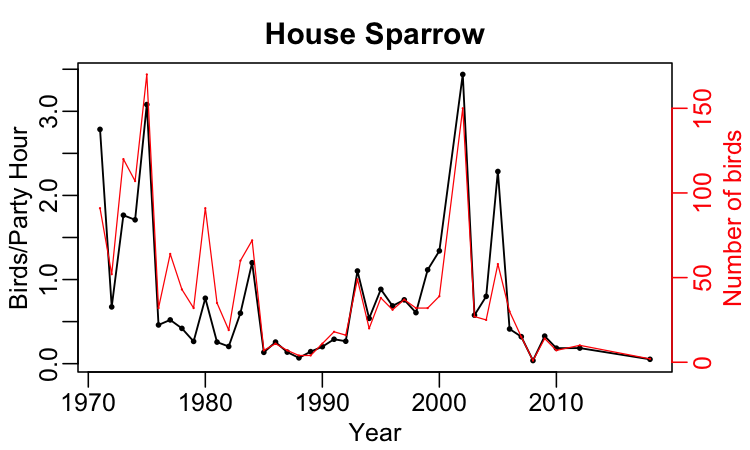 House Sparrow
Birds/Party Hour
0.0 1.0 2.0 3.0
0 50 100 150
Number of birds
1970 1980 1990 2000 2010
Year